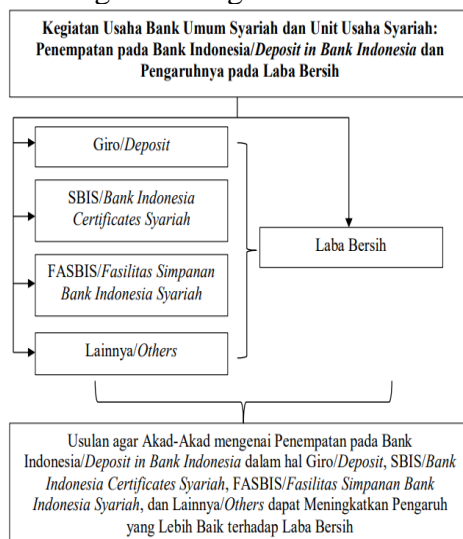 Kegiatan Usaha Bank Umum Syariah dan Unit Usaha Syariah:
Penempatan pada Bank Indonesia/Deposit in Bank Indonesia dan
Pengaruhnya pada Laba Bersih
Giro/Deposit
SBIS/Bank Indonesia
Certificates Syariah
FASBIS/Fasilitas Simpanan
Bank Indonesia Syariah
Lainnya/Others
Laba Bersih
Usulan agar Akad-Akad mengenai Penempatan pada Bank
Indonesia/Deposit in Bank Indonesia dalam hal Giro/Deposit, SBIS/Bank
Indonesia Certificates Syariah, FASBIS/Fasilitas Simpanan Bank
Indonesia Syariah, dan Lainnya/Others dapat Meningkatkan Pengaruh
yang Lebih Baik terhadap Laba Bersih